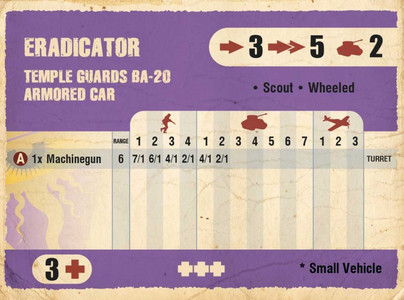 ERADICATOR
3 5 2
TEMPLE GUARDS BA-20
ARMORED CAR
• Scout • Wheeled
RANGE 1 2 3 4 1 2 3 4 5 6 7 1 2 3
A 1x Machinegun 6 7/1 6/1 4/1 2/1 4/1 2/1 TURRET
3
* Small Vehicle